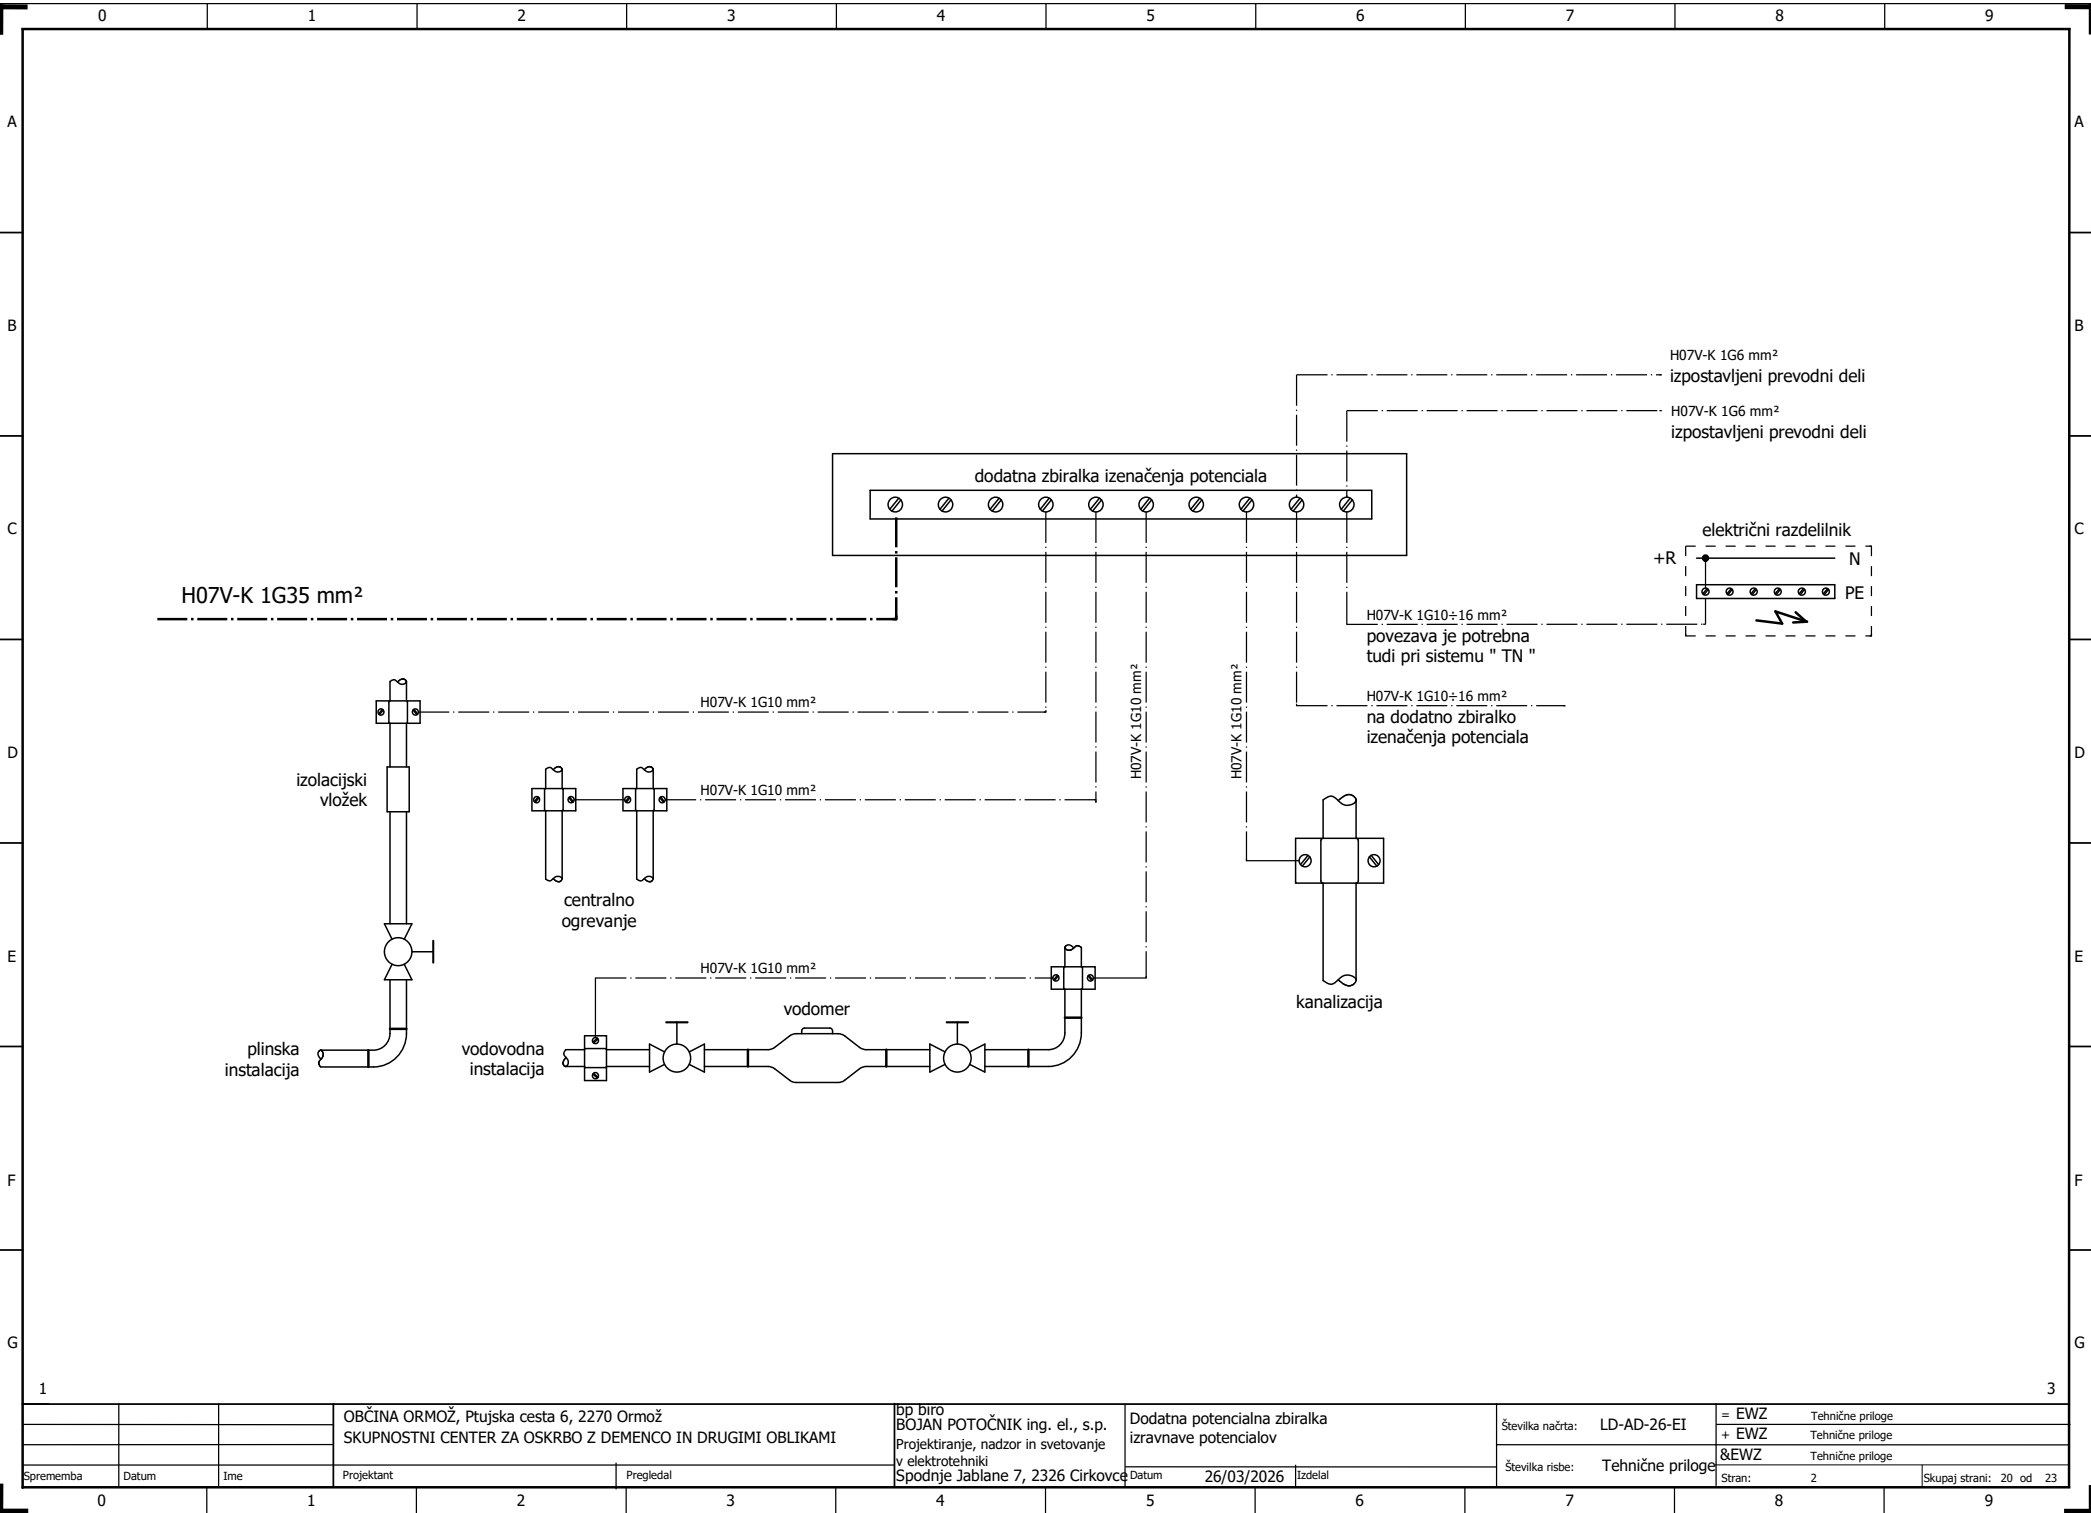 0 1 2 3 4 5 6 7 8 9
A A
B B
H07V-K 1G6 mm²
izpostavljeni prevodni deli
H07V-K 1G6 mm²
izpostavljeni prevodni deli
dodatna zbiralka izenačenja potenciala
C C
električni razdelilnik
+R N
PE
H07V-K 1G35 mm²
H07V-K 1G10÷16 mm²
povezava je potrebna
tudi pri sistemu " TN "
H07V-K 1G10 mm²
H07V-K 1G10 mm²
H07V-K 1G10 mm²
H07V-K 1G10÷16 mm²
na dodatno zbiralko
izenačenja potenciala
D D
izolacijski
vložek
H07V-K 1G10 mm²
centralno
ogrevanje
E E
H07V-K 1G10 mm²
kanalizacija
vodomer
plinska
instalacija
vodovodna
instalacija
F F
G G
1 3
OBČINA ORMOŽ, Ptujska cesta 6, 2270 Ormož
SKUPNOSTNI CENTER ZA OSKRBO Z DEMENCO IN DRUGIMI OBLIKAMI
Sprememba Datum Ime Projektant Pregledal
bp biro
BOJAN POTOČNIK ing. el., s.p.
Projektiranje, nadzor in svetovanje
v elektrotehniki
Spodnje Jablane 7, 2326 Cirkovce
Dodatna potencialna zbiralka
izravnave potencialov
Datum 26/03/2026 Izdelal
Številka načrta: LD-AD-26-EI
Številka risbe: Tehnične priloge
= EWZ Tehnične priloge
+ EWZ Tehnične priloge
&EWZ Tehnične priloge
Stran: 2 Skupaj strani: 20 od 23
0 1 2 3 4 5 6 7 8 9